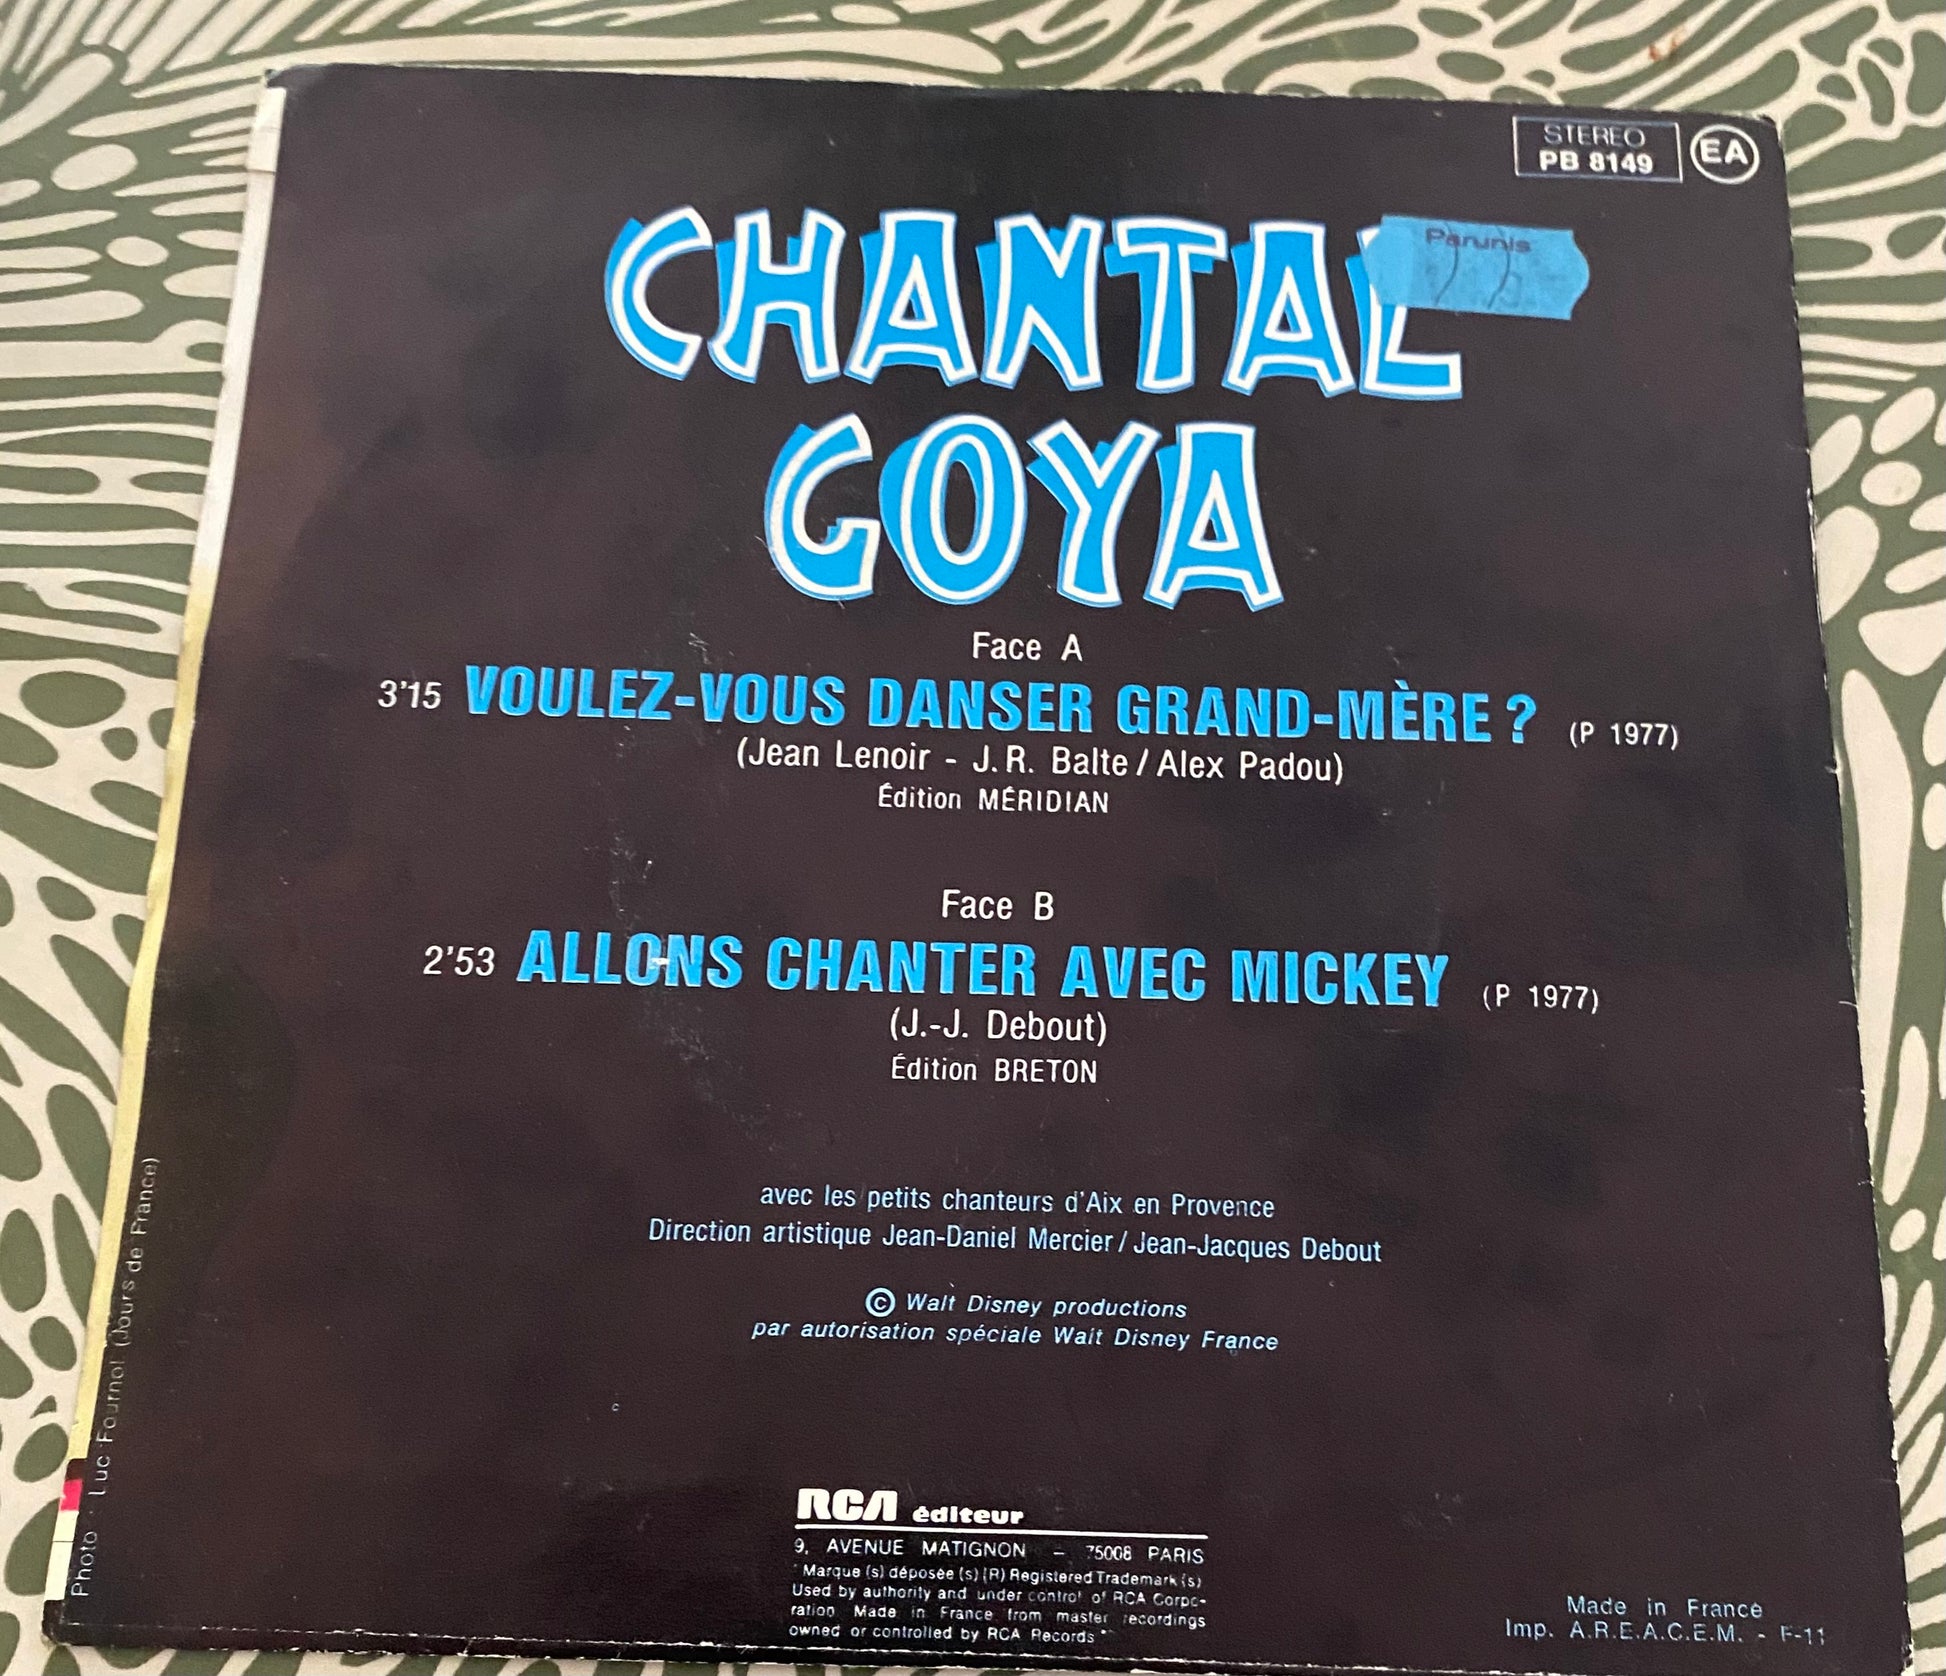 STEREO
PB 8149
EA
CHANTAL
GOYA
Face A
3'15 VOULEZ-VOUS DANSER GRAND-MÈRE ? (P 1977)
(Jean Lenoir - J.R. Balte / Alex Padou)
Édition MÉRIDIAN
Face B
2'53 ALLONS CHANTER AVEC MICKEY (P 1977)
(J.-J. Debout)
Édition BRETON
avec les petits chanteurs d'Aix en Provence
Direction artistique Jean-Daniel Mercier / Jean-Jacques Debout
© Walt Disney productions
par autorisation spéciale Walt Disney France
RCA éditeur
9, AVENUE MATIGNON – 75008 PARIS
"Marque (s) déposée (s) (R) Registered Trademark (s)
Used by authority and under control of RCA Corpo-
ration Made in France from master recordings
owned or controlled by RCA Records"
Made in France
Imp. A.R.E.A.C.E.M. - F-11
Photo : Luc Fournol (Jours de France)